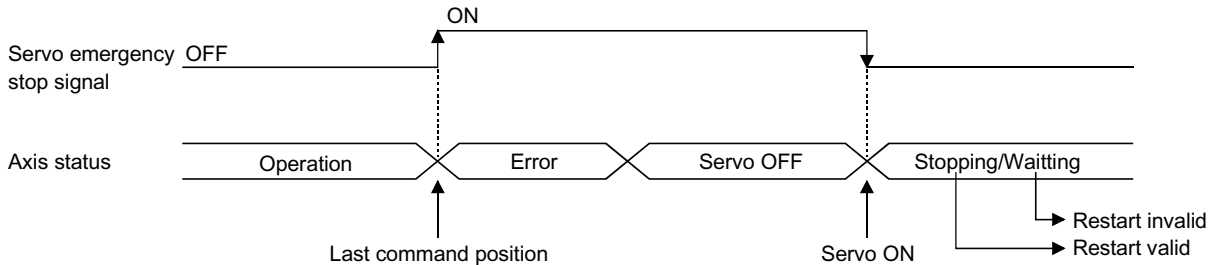 ON
Servo emergency OFF
stop signal
Axis status Operation Error Servo OFF Stopping/Waitting
Restart invalid
Last command position Servo ON Restart valid